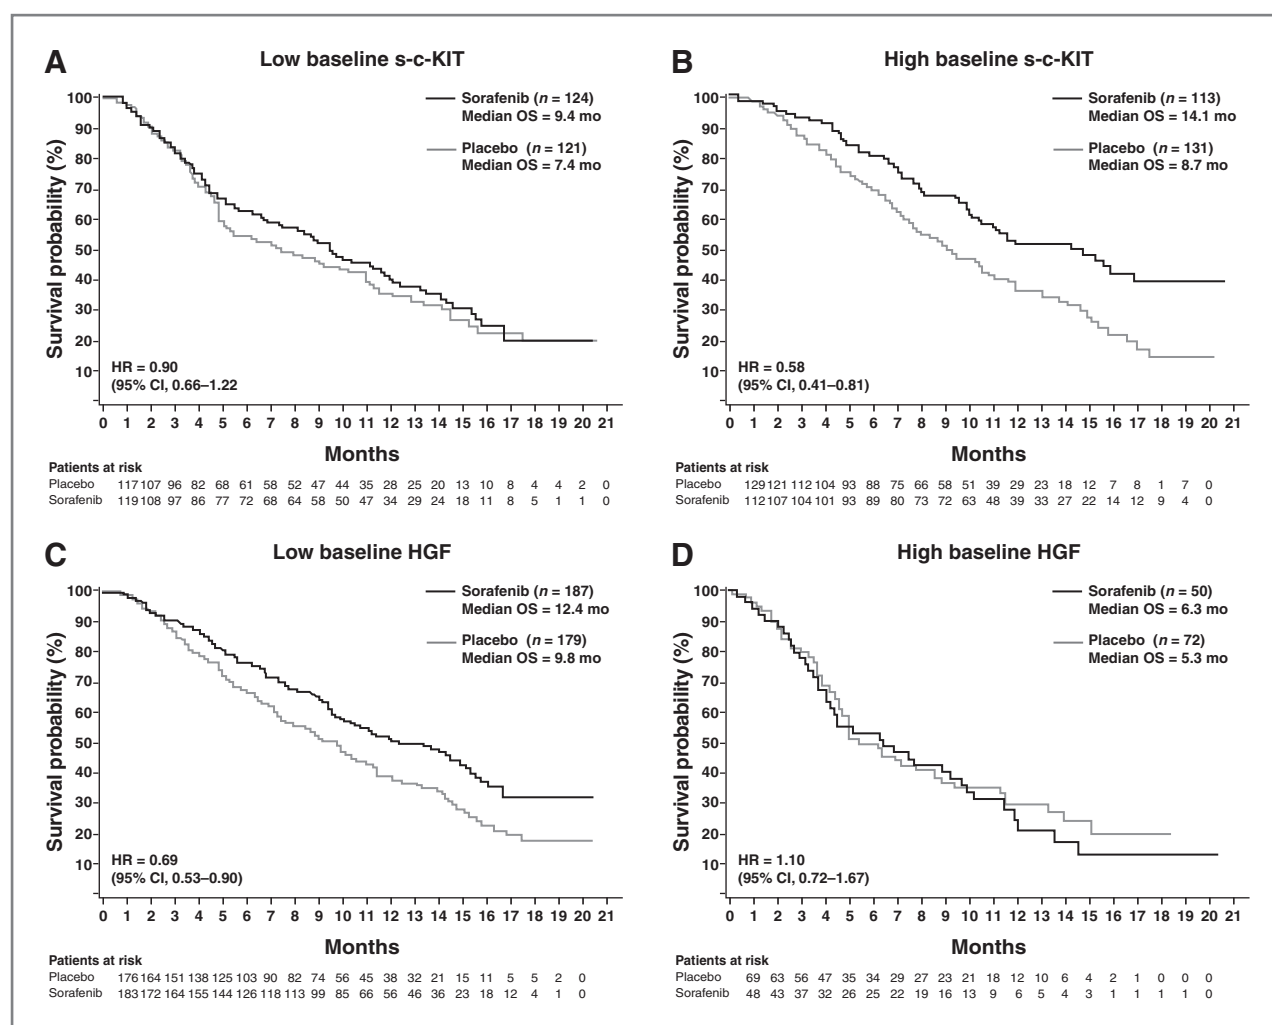 A
Low baseline s-c-KIT
Sorafenib (n = 124)
Median OS = 9.4 mo
Placebo (n = 121)
Median OS = 7.4 mo
Survival probability (%)
100
90
80
70
60
50
40
30
20
10
HR = 0.90
(95% CI, 0.66–1.22
0 1 2 3 4 5 6 7 8 9 10 11 12 13 14 15 16 17 18 19 20 21
Months
Patients at risk
Placebo 117 107 96 82 68 61 58 52 47 44 35 28 25 20 13 10 8 4 4 2 0
Sorafenib 119 108 97 86 77 72 68 64 58 50 47 34 29 24 18 11 8 5 1 1 0
B
High baseline s-c-KIT
Sorafenib (n = 113)
Median OS = 14.1 mo
Placebo (n = 131)
Median OS = 8.7 mo
Survival probability (%)
100
90
80
70
60
50
40
30
20
10
HR = 0.58
(95% CI, 0.41–0.81)
0 1 2 3 4 5 6 7 8 9 10 11 12 13 14 15 16 17 18 19 20 21
Months
Patients at risk
Placebo 129 121 112 104 93 88 75 66 58 51 39 29 23 18 12 7 8 1 7 0
Sorafenib 112 107 104 101 93 89 80 73 72 63 48 39 33 27 22 14 12 9 4 0
C
Low baseline HGF
Sorafenib (n = 187)
Median OS = 12.4 mo
Placebo (n = 179)
Median OS = 9.8 mo
Survival probability (%)
100
90
80
70
60
50
40
30
20
10
HR = 0.69
(95% CI, 0.53–0.90)
0 1 2 3 4 5 6 7 8 9 10 11 12 13 14 15 16 17 18 19 20 21
Months
Patients at risk
Placebo 176 164 151 138 125 103 90 82 74 56 45 38 32 21 15 11 5 5 2 0
Sorafenib 183 172 164 155 144 126 118 113 99 85 66 56 46 36 23 18 12 4 1 0
D
High baseline HGF
Sorafenib (n = 50)
Median OS = 6.3 mo
Placebo (n = 72)
Median OS = 5.3 mo
Survival probability (%)
100
90
80
70
60
50
40
30
20
10
HR = 1.10
(95% CI, 0.72–1.67)
0 1 2 3 4 5 6 7 8 9 10 11 12 13 14 15 16 17 18 19 20 21
Months
Patients at risk
Placebo 69 63 56 47 35 34 29 27 23 21 18 12 10 6 4 2 1 0 0 0
Sorafenib 48 43 37 32 26 25 22 19 16 13 9 6 5 4 3 1 1 1 1 0